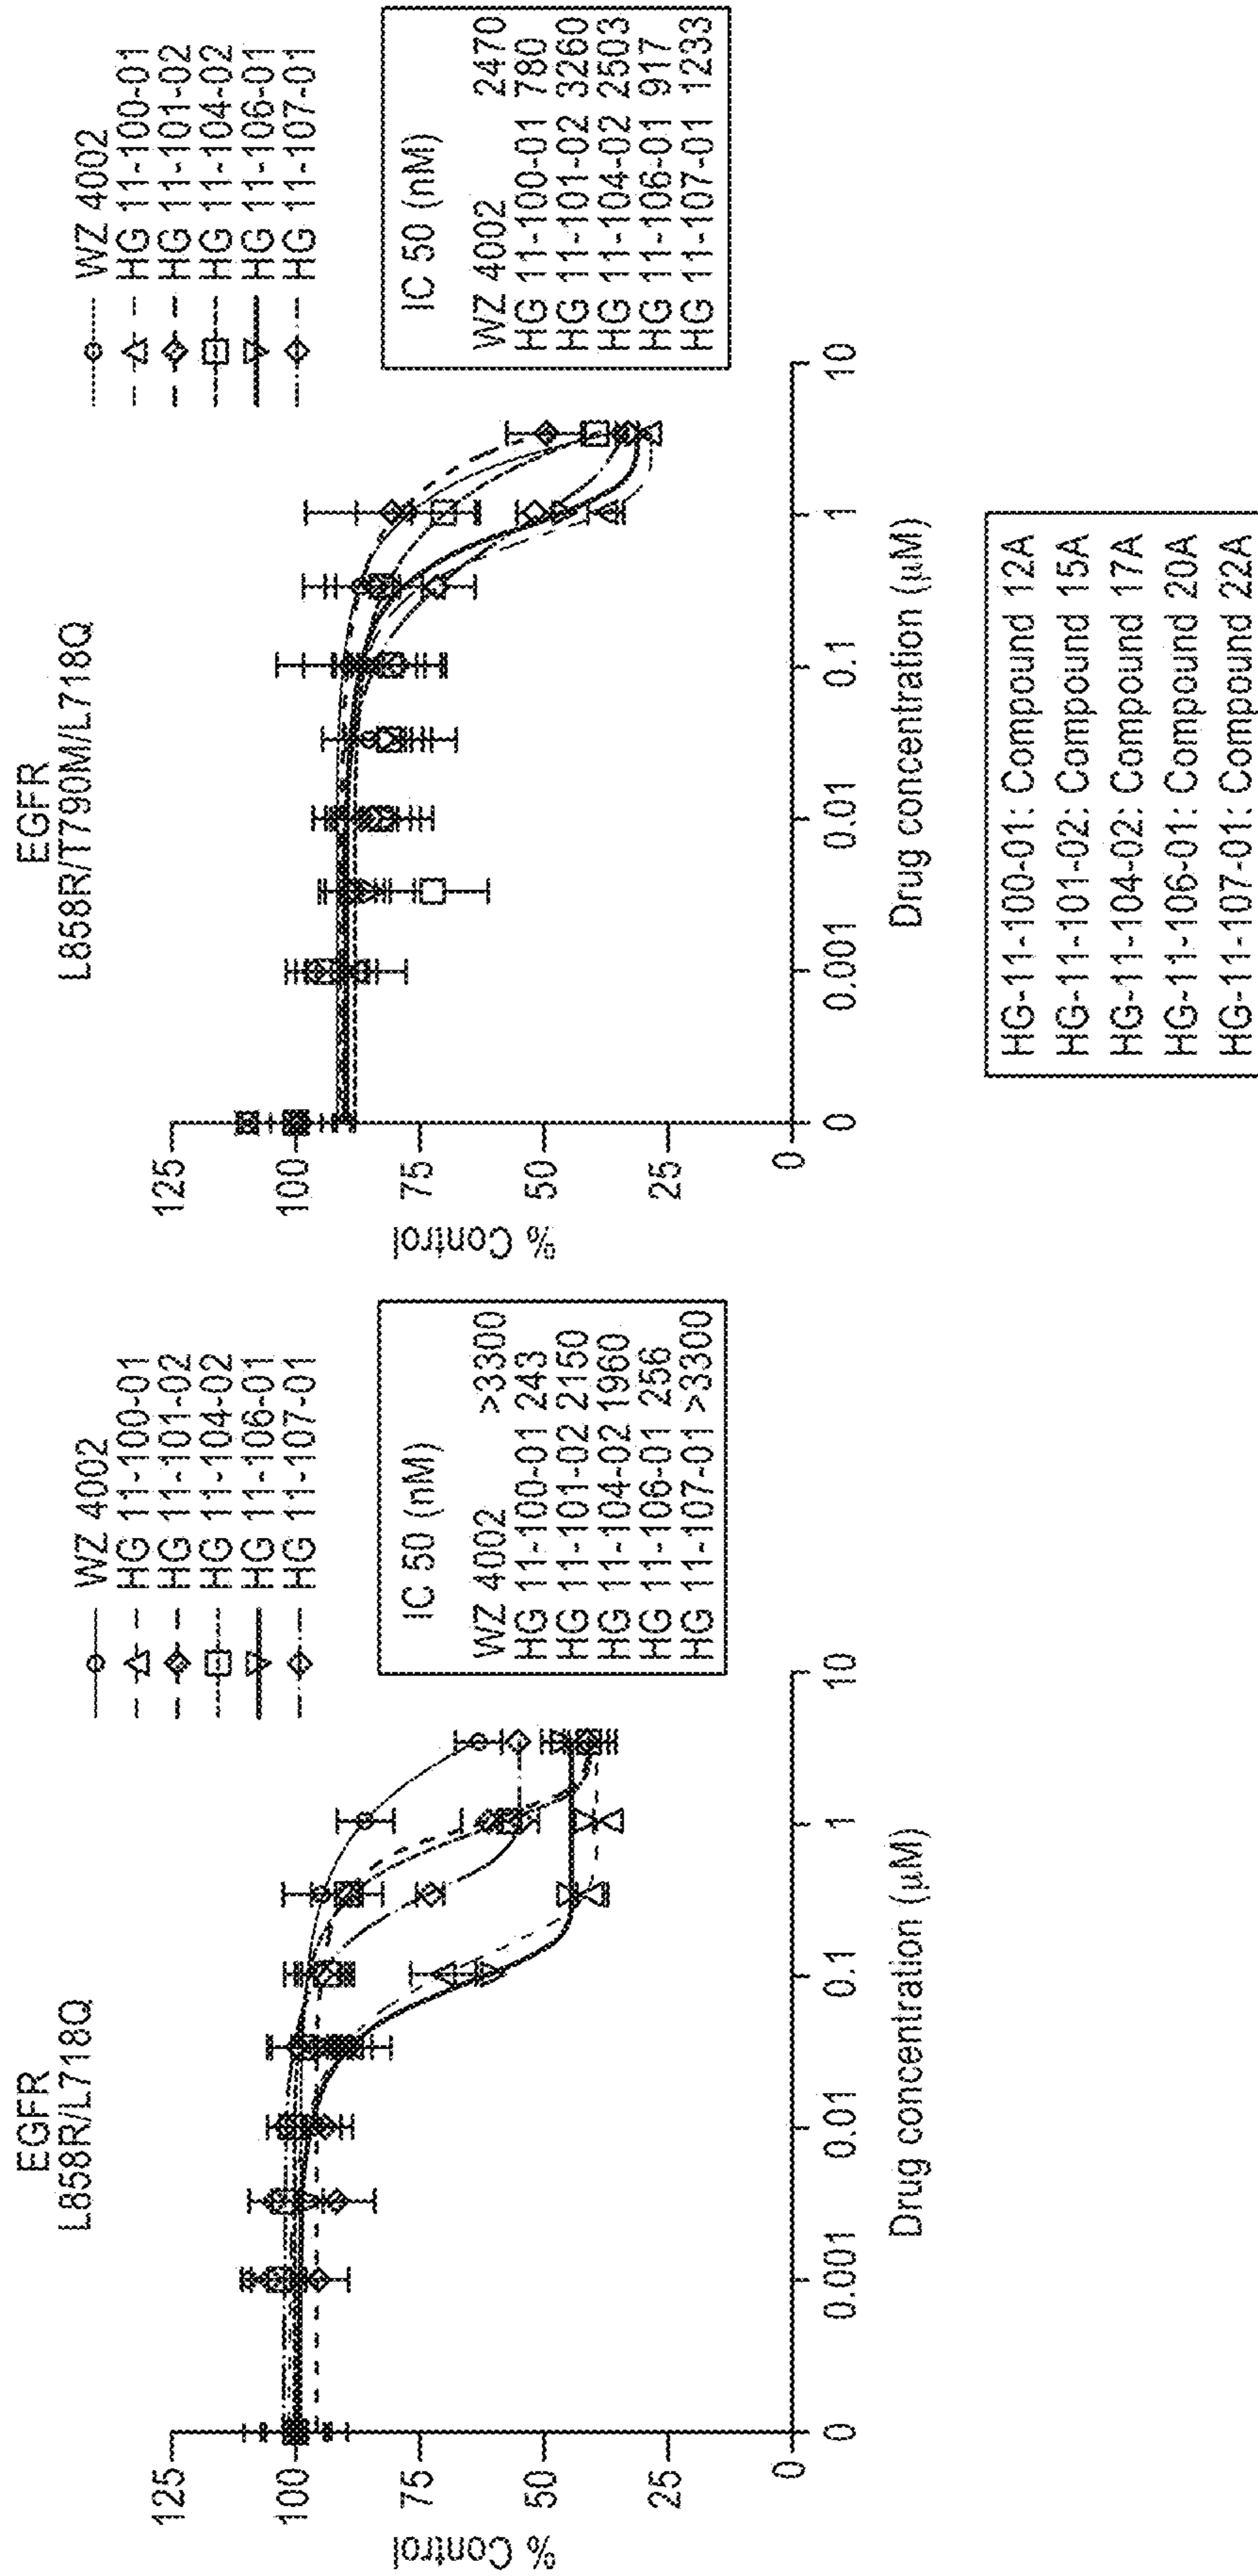 EGFR
L858R/L718Q
WZ 4002
HG 11-100-01
HG 11-101-02
HG 11-104-02
HG 11-106-01
HG 11-107-01
125
100
75
50
25
0
% Control
0
0.001
0.01
0.1
1
10
Drug concentration (µM)
IC 50 (nM)
WZ 4002 >3300
HG 11-100-01 243
HG 11-101-02 2150
HG 11-104-02 1960
HG 11-106-01 256
HG 11-107-01 >3300
EGFR
L858R/T790M/L718Q
WZ 4002
HG 11-100-01
HG 11-101-02
HG 11-104-02
HG 11-106-01
HG 11-107-01
125
100
75
50
25
0
% Control
0
0.001
0.01
0.1
1
10
Drug concentration (µM)
IC 50 (nM)
WZ 4002 2470
HG 11-100-01 780
HG 11-101-02 3260
HG 11-104-02 2503
HG 11-106-01 917
HG 11-107-01 1233
HG-11-100-01: Compound 12A
HG-11-101-02: Compound 15A
HG-11-104-02: Compound 17A
HG-11-106-01: Compound 20A
HG-11-107-01: Compound 22A